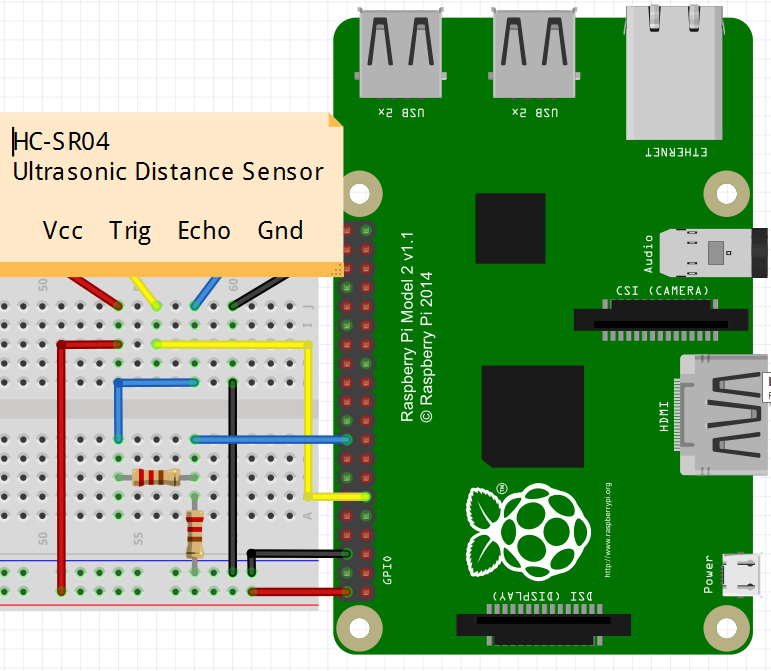 HC-SR04
Ultrasonic Distance Sensor
Vcc Trig Echo Gnd
USB 2x
USB 2x
ETHERNET
Audio
CSI (CAMERA)
Raspberry Pi Model 2 v1.1
© Raspberry Pi 2014
HDMI
TM
http://www.raspberrypi.org
GPIO
Power
DSI (DISPLAY)
50
60
J
I
A
50
55